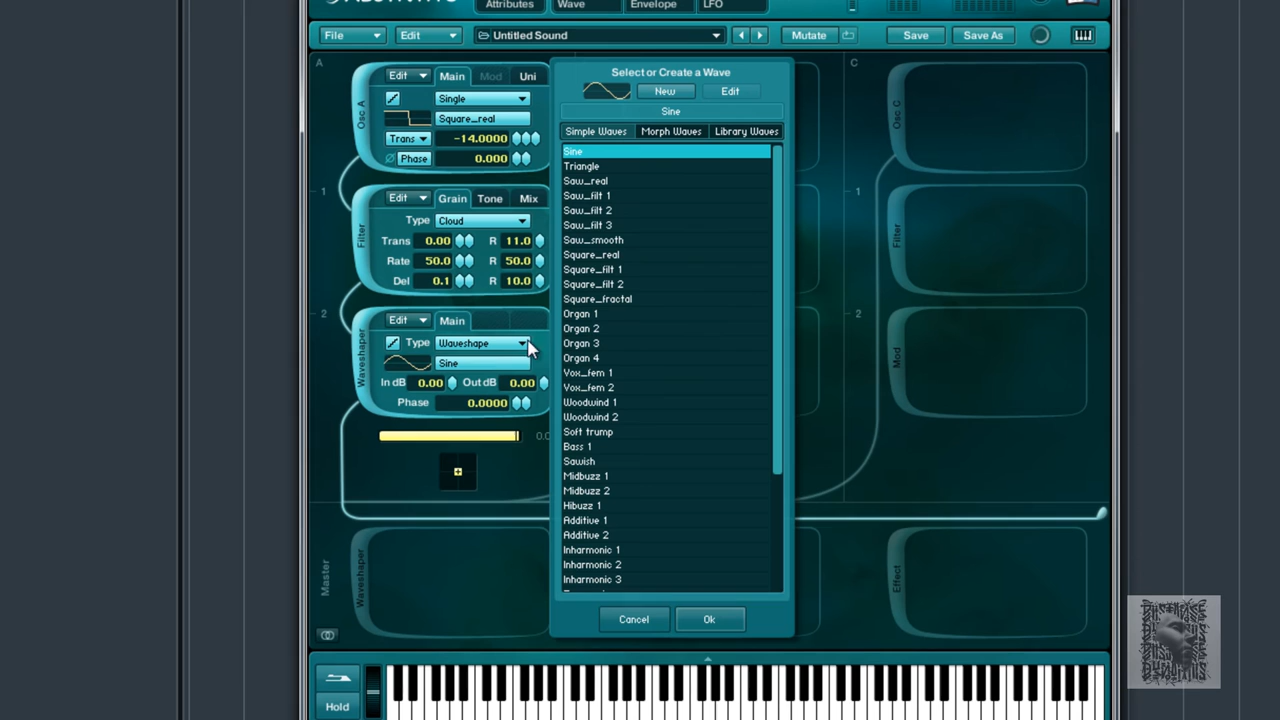 Attributes Wave Envelope LFO
File Edit Untitled Sound Mutate Save Save As
A
C
Osc A
Edit Main Mod Uni
Single
Square_real
Trans -14.0000
Phase 0.000
1
1
Filter
Edit Grain Tone Mix
Type Cloud
Trans 0.00 R 11.0
Rate 50.0 R 50.0
Del 0.1 R 10.0
2
2
Waveshaper
Edit Main
Type Waveshape
Sine
In dB 0.00 Out dB 0.00
Phase 0.0000
Select or Create a Wave
New Edit
Sine
Simple Waves Morph Waves Library Waves
Sine
Triangle
Saw_real
Saw_filt 1
Saw_filt 2
Saw_filt 3
Saw_smooth
Square_real
Square_filt 1
Square_filt 2
Square_fractal
Organ 1
Organ 2
Organ 3
Organ 4
Vox_fem 1
Vox_fem 2
Woodwind 1
Woodwind 2
Soft trump
Bass 1
Sawish
Midbuzz 1
Midbuzz 2
Hibuzz 1
Additive 1
Additive 2
Inharmonic 1
Inharmonic 2
Inharmonic 3
Cancel Ok
Osc C
Filter
Mod
Master
Waveshaper
Effect
Hold